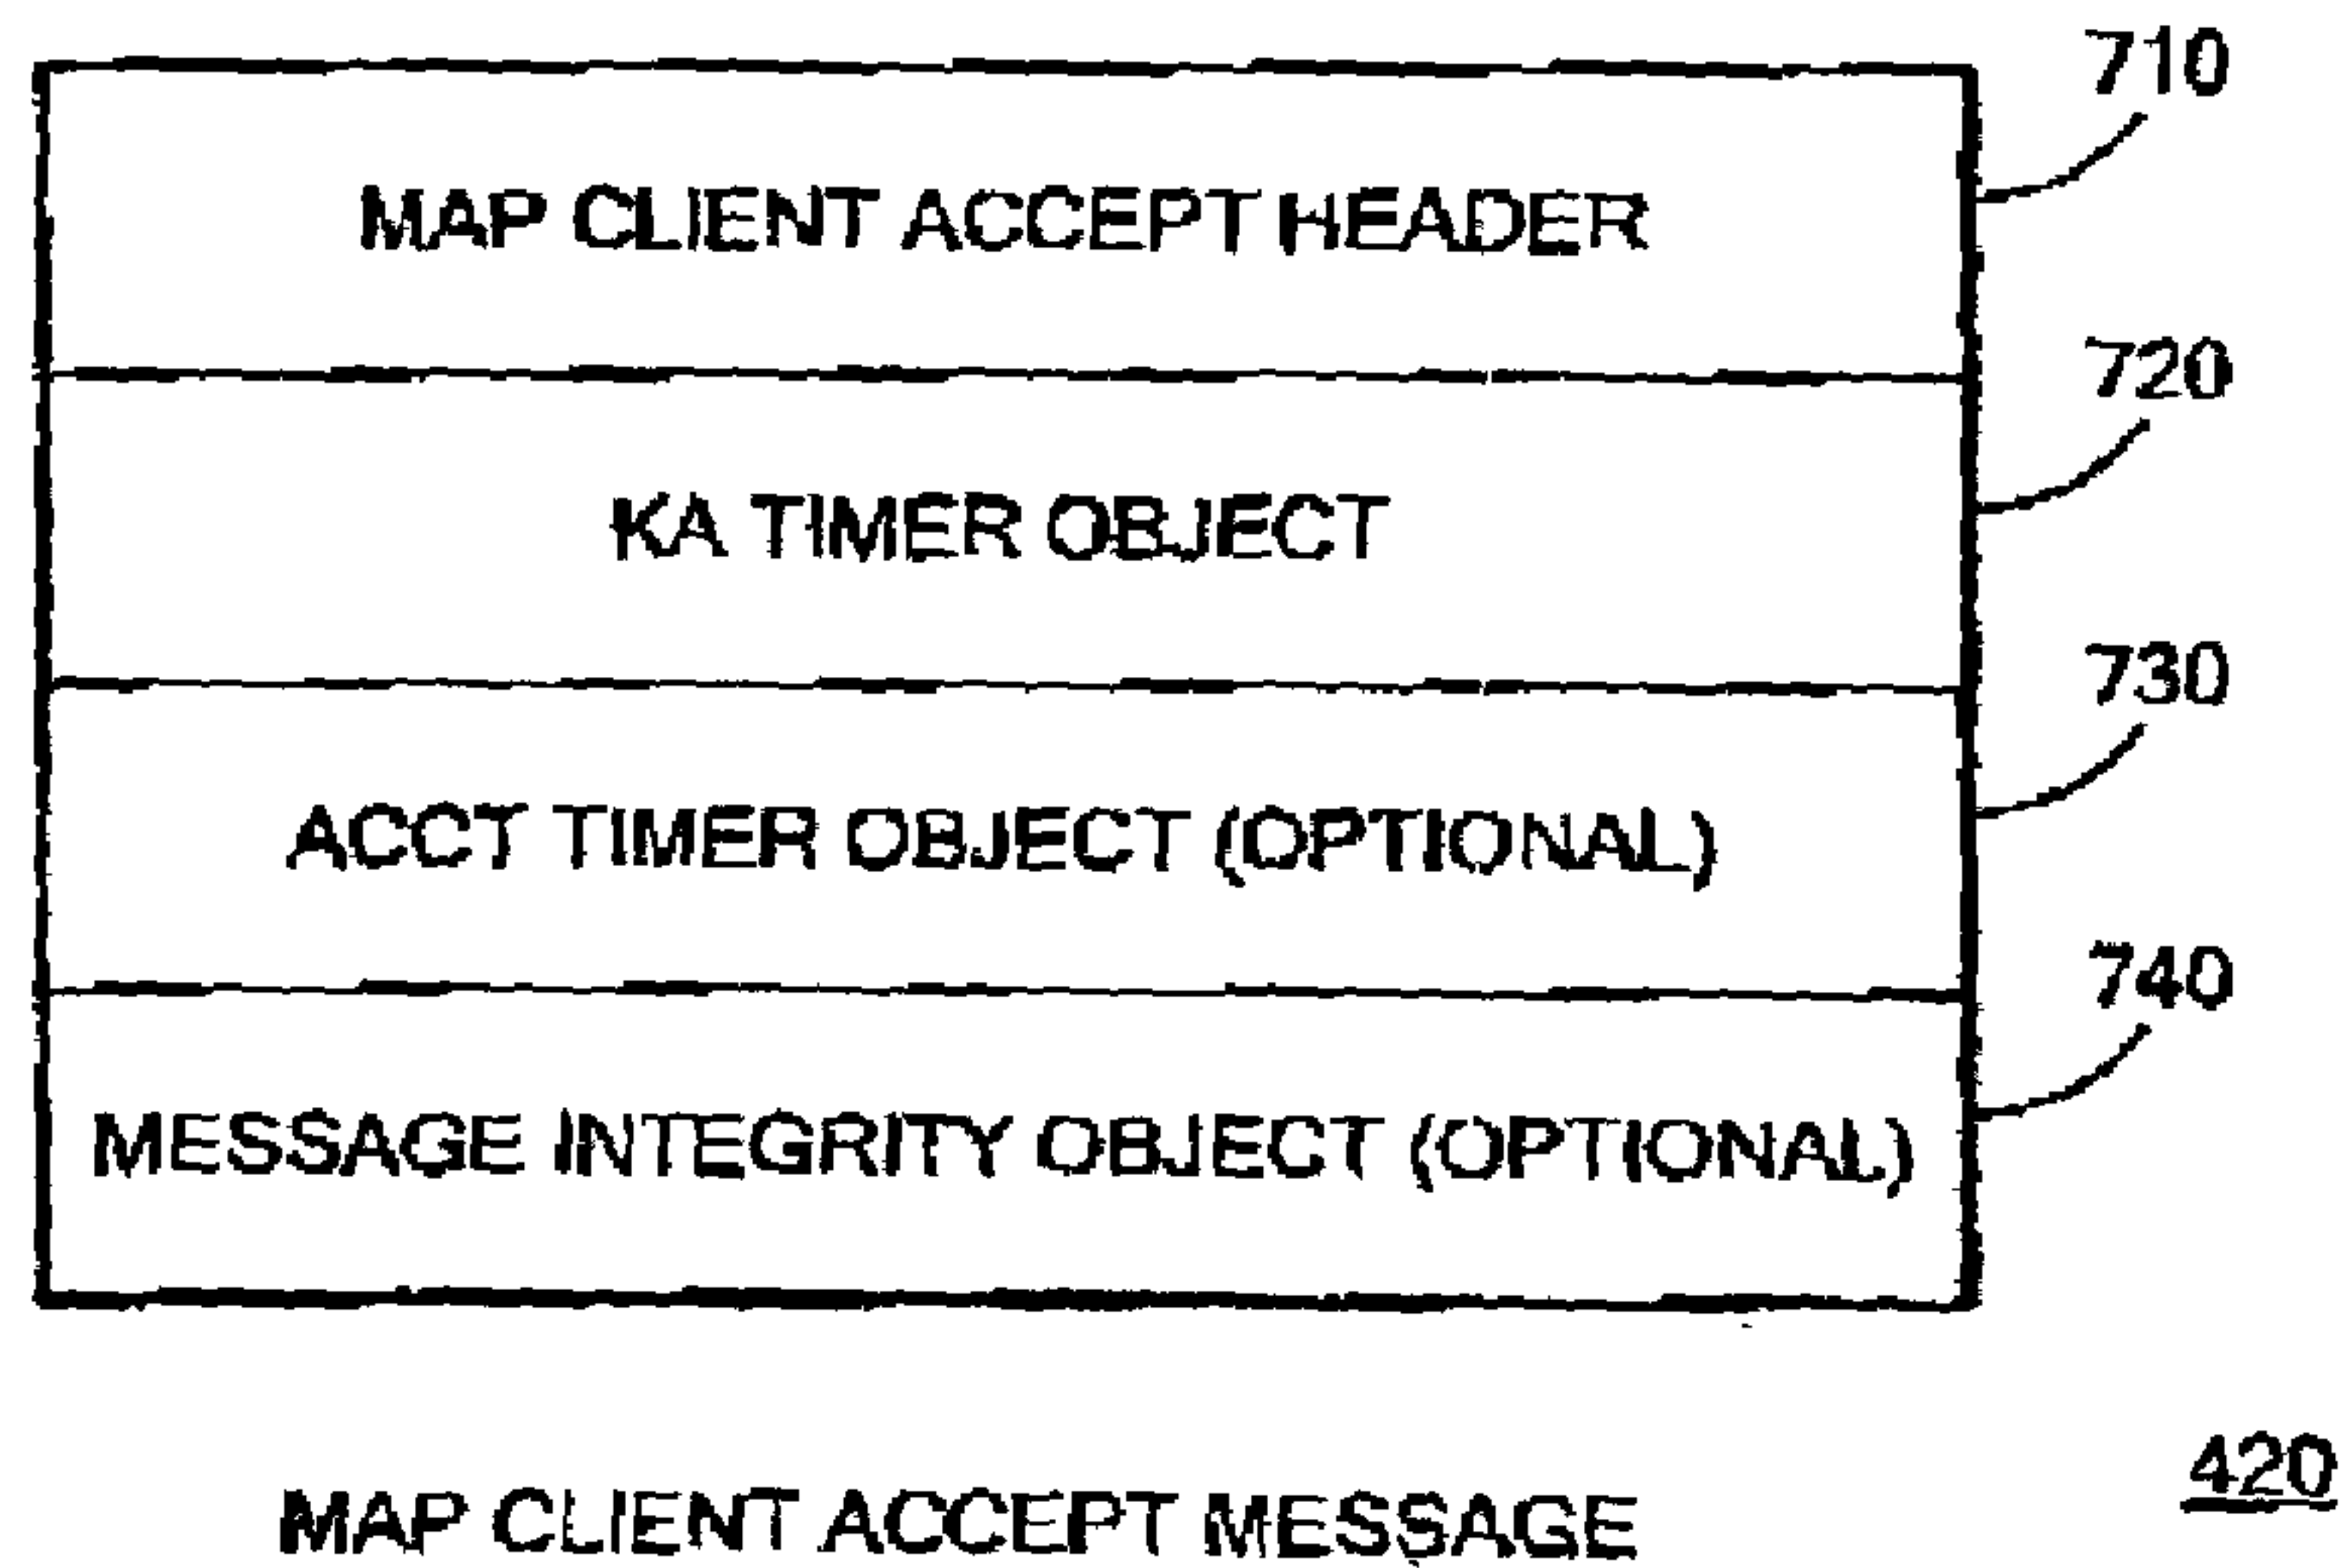 710
MAP CLIENT ACCEPT HEADER
720
KA TIMER OBJECT
730
ACCT TIMER OBJECT (OPTIONAL)
740
MESSAGE INTEGRITY OBJECT (OPTIONAL)
420
MAP CLIENT ACCEPT MESSAGE